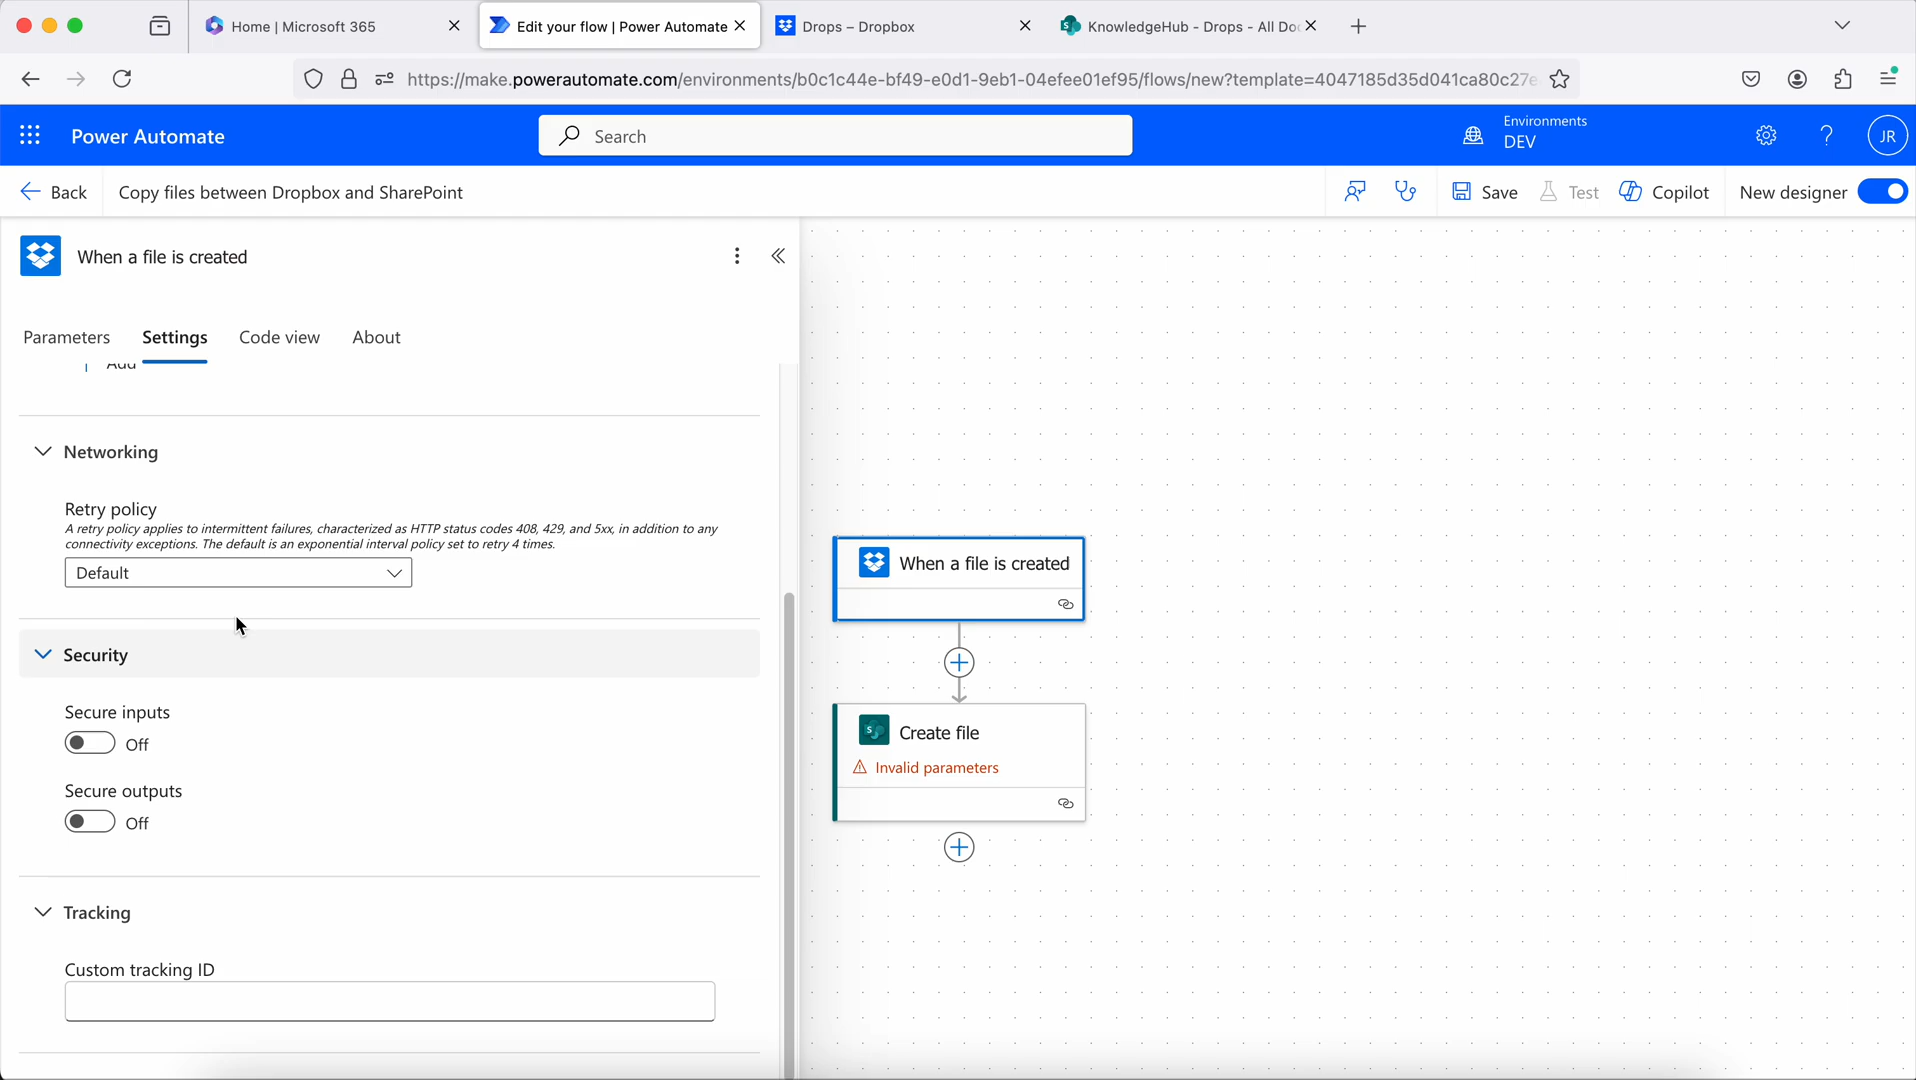 Home | Microsoft 365
Edit your flow | Power Automate
Drops – Dropbox
KnowledgeHub - Drops - All Doc
https://make.powerautomate.com/environments/b0c1c44e-bf49-e0d1-9eb1-04efee01ef95/flows/new?template=4047185d35d041ca80c27e
Power Automate
Search
Environments
DEV
JR
Back
Copy files between Dropbox and SharePoint
Save
Test
Copilot
New designer
When a file is created
Parameters
Settings
Code view
About
Add
Networking
Retry policy
A retry policy applies to intermittent failures, characterized as HTTP status codes 408, 429, and 5xx, in addition to any
connectivity exceptions. The default is an exponential interval policy set to retry 4 times.
Default
Security
Secure inputs
Off
Secure outputs
Off
Tracking
Custom tracking ID
When a file is created
Create file
Invalid parameters